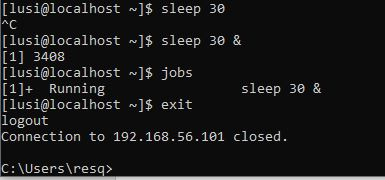 [lusi@localhost ~]$ sleep 30
^C
[lusi@localhost ~]$ sleep 30 &
[1] 3408
[lusi@localhost ~]$ jobs
[1]+  Running                 sleep 30 &
[lusi@localhost ~]$ exit
logout
Connection to 192.168.56.101 closed.
C:\Users\resq>